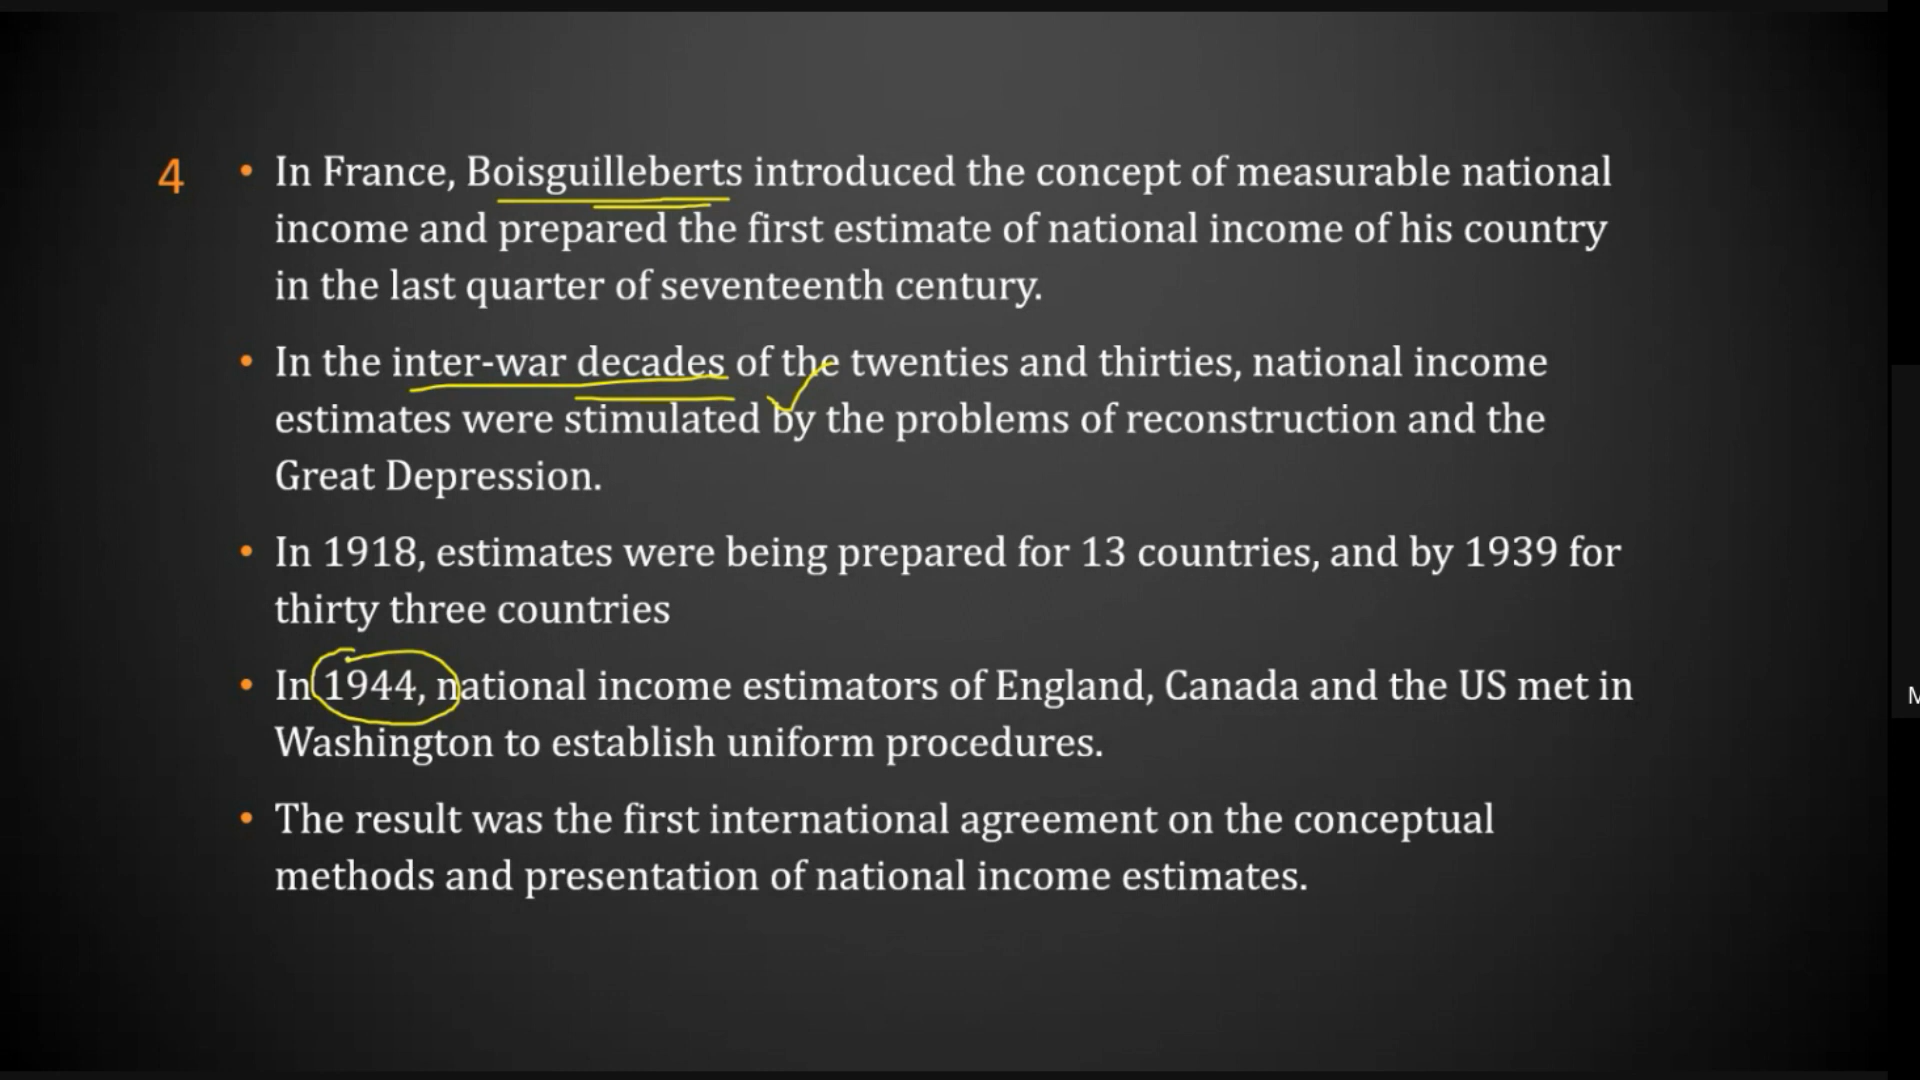 4
• In France, Boisguilleberts introduced the concept of measurable national
income and prepared the first estimate of national income of his country
in the last quarter of seventeenth century.
• In the inter-war decades of the twenties and thirties, national income
estimates were stimulated by the problems of reconstruction and the
Great Depression.
• In 1918, estimates were being prepared for 13 countries, and by 1939 for
thirty three countries
• In 1944, national income estimators of England, Canada and the US met in
Washington to establish uniform procedures.
• The result was the first international agreement on the conceptual
methods and presentation of national income estimates.